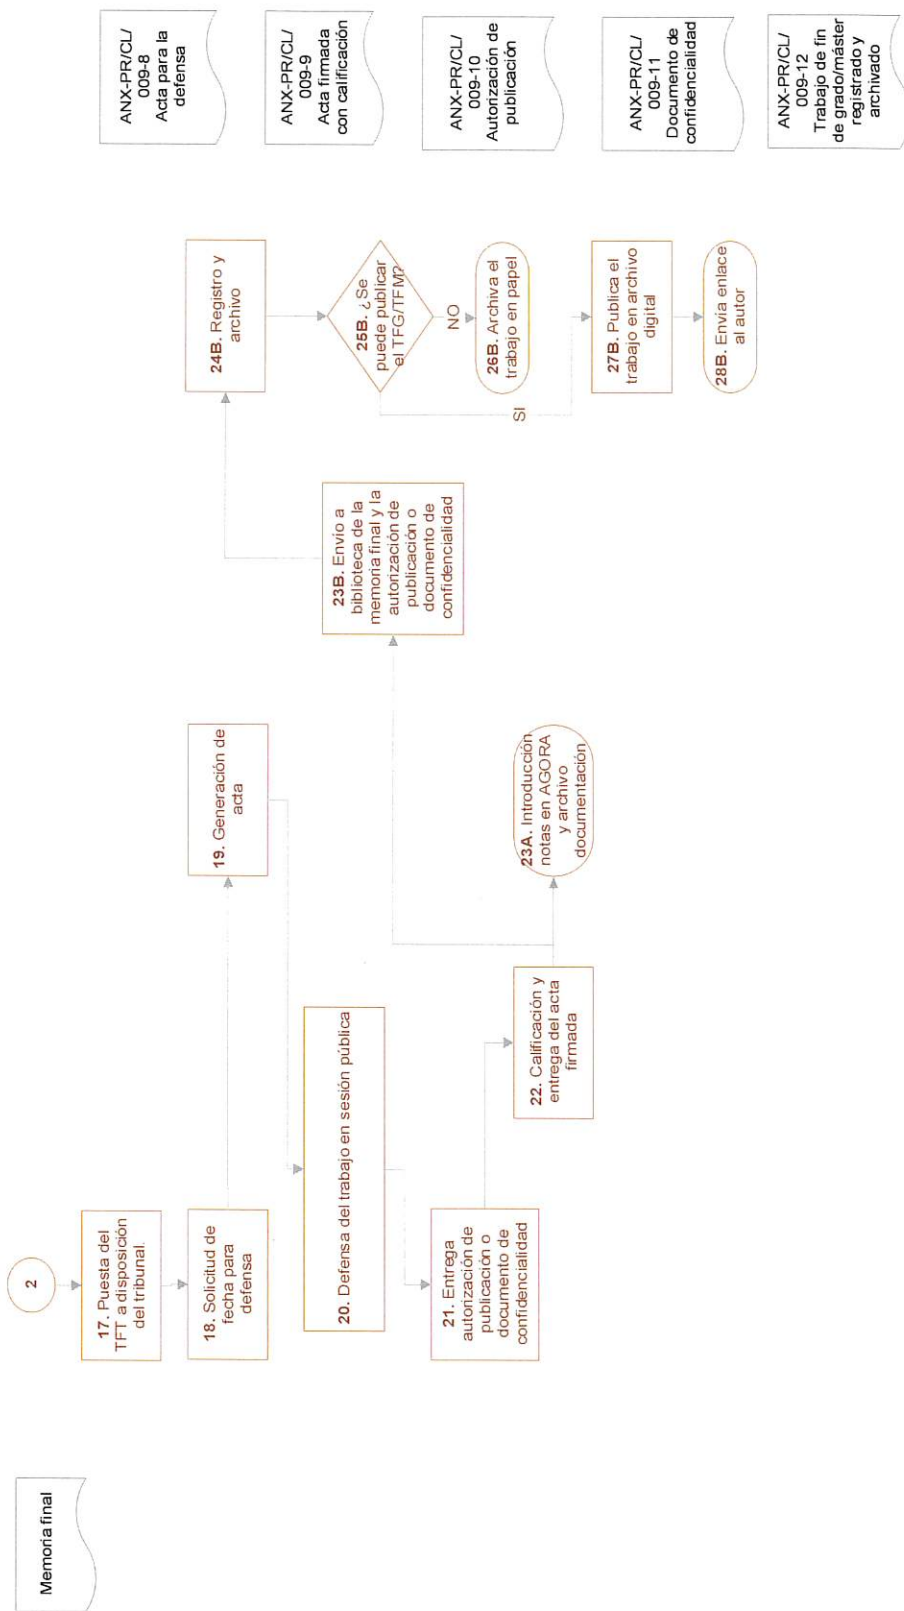 Memoria final
2
17. Puesta del
TFT a disposición
del tribunal.
18. Solicitud de
fecha para
defensa
19. Generación de
acta
20. Defensa del trabajo en sesión pública
21. Entrega
autorización de
publicación o
documento de
confidencialidad
22. Calificación y
entrega del acta
firmada
23A. Introducción
notas en AGORA
y archivo
documentación
23B. Envío a
biblioteca de la
memoria final y la
autorización de
publicación o
documento de
confidencialidad
24B. Registro y
archivo
25B. ¿Se
puede publicar
el TFG/TFM?
NO
SI
26B. Archiva el
trabajo en papel
27B. Publica el
trabajo en archivo
digital
28B. Envia enlace
al autor
ANX-PR/CL/
009-8
Acta para la
defensa
ANX-PR/CL/
009-9
Acta firmada
con calificación
ANX-PR/CL/
009-10
Autorización de
publicación
ANX-PR/CL/
009-11
Documento de
confidencialidad
ANX-PR/CL/
009-12
Trabajo de fin
de grado/máster
registrado y
archivado